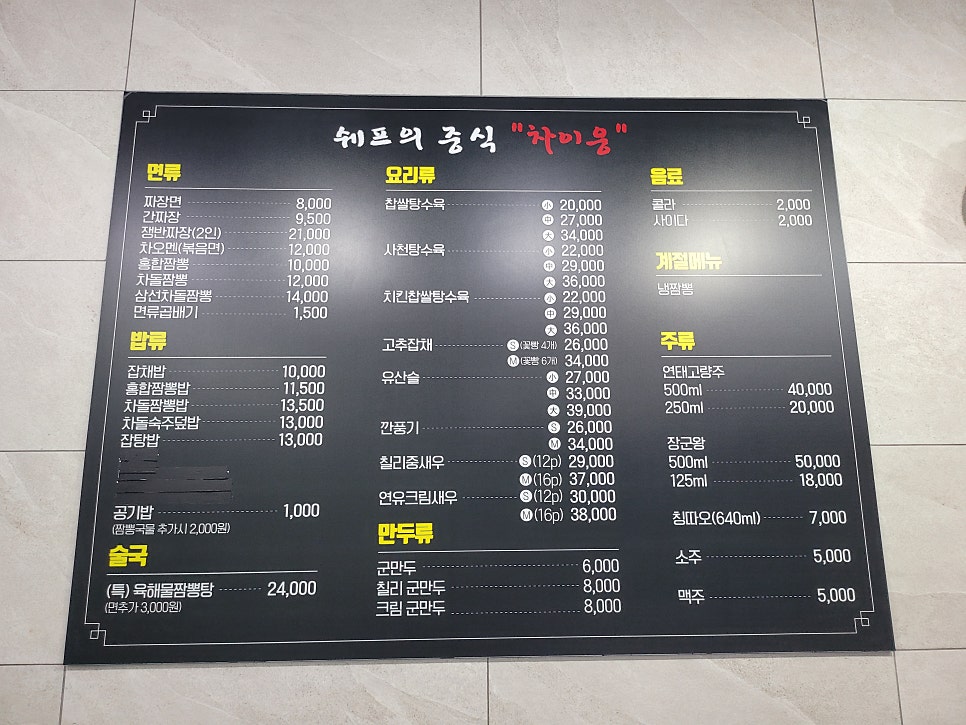 쉐프의 중식 "차이웅"
면류
짜장면 8,000
간짜장 9,500
쟁반짜장(2인) 21,000
차오멘(볶음면) 12,000
홍합짬뽕 10,000
차돌짬뽕 12,000
삼선차돌짬뽕 14,000
면류곱배기 1,500
밥류
잡채밥 10,000
홍합짬뽕밥 11,500
차돌짬뽕밥 13,500
차돌숙주덮밥 13,000
잡탕밥 13,000
공기밥 1,000
(짬뽕국물 추가시 2,000원)
술국
(특) 육해물짬뽕탕 24,000
(면추가 3,000원)
요리류
찹쌀탕수육 小 20,000
中 27,000
大 34,000
사천탕수육 小 22,000
中 29,000
大 36,000
치킨찹쌀탕수육 小 22,000
中 29,000
大 36,000
고추잡채 S (꽃빵 4개) 26,000
M (꽃빵 6개) 34,000
유산슬 小 27,000
中 33,000
大 39,000
깐풍기 S 26,000
M 34,000
칠리중새우 S (12p) 29,000
M (16p) 37,000
연유크림새우 S (12p) 30,000
M (16p) 38,000
만두류
군만두 6,000
칠리 군만두 8,000
크림 군만두 8,000
음료
콜라 2,000
사이다 2,000
계절메뉴
냉짬뽕
주류
연태고량주
500ml 40,000
250ml 20,000
장군왕
500ml 50,000
125ml 18,000
칭따오(640ml) 7,000
소주 5,000
맥주 5,000